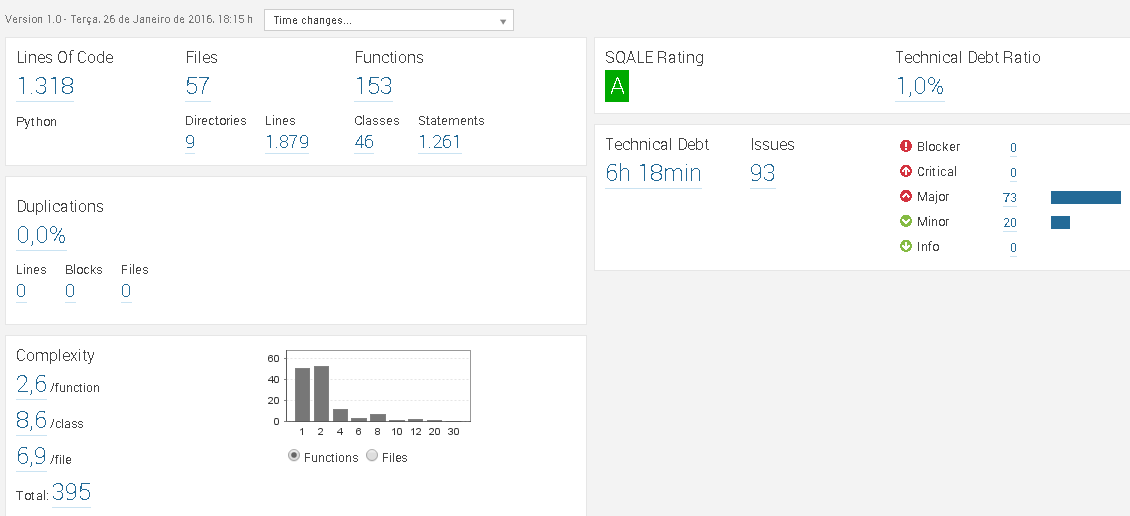 Version 1.0 - Terça, 26 de Janeiro de 2016, 18:15 h
Time changes...
Lines Of Code
1.318
Python
Files
57
Functions
153
Directories
9
Lines
1.879
Classes
46
Statements
1.261
Duplications
0,0%
Lines
0
Blocks
0
Files
0
Complexity
2,6 /function
8,6 /class
6,9 /file
Total: 395
60
40
20
0
1 2 4 6 8 10 12 20 30
Functions Files
SQALE Rating
A
Technical Debt Ratio
1,0%
Technical Debt
6h 18min
Issues
93
Blocker 0
Critical 0
Major 73
Minor 20
Info 0